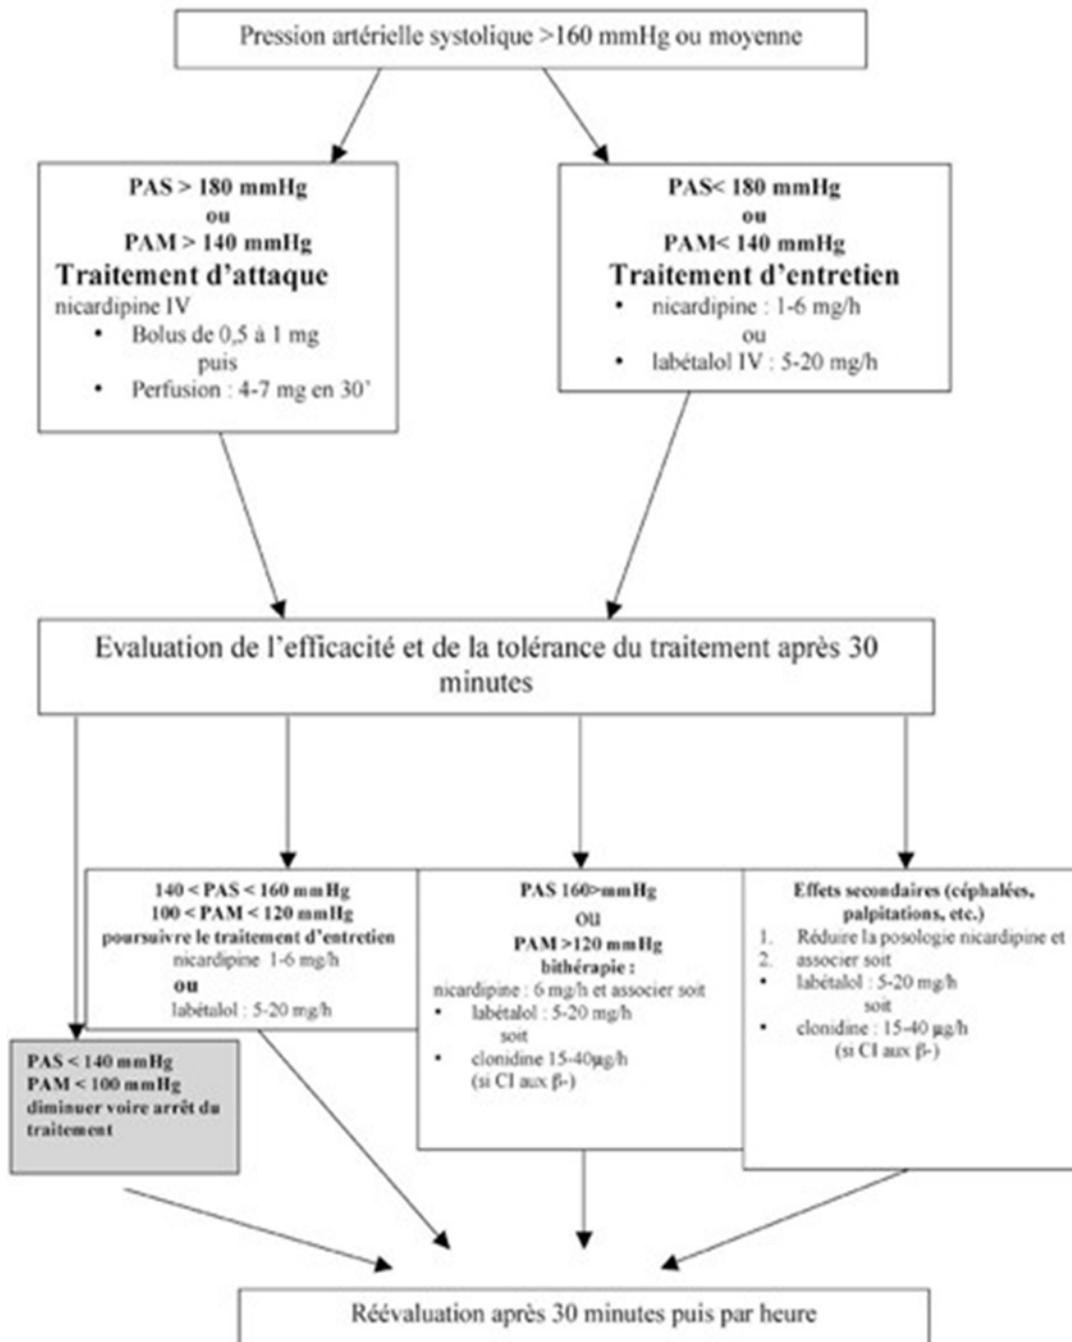 Pression artérielle systolique >160 mmHg ou moyenne
PAS > 180 mmHg
ou
PAM > 140 mmHg
Traitement d’attaque
nicardipine IV
• Bolus de 0,5 à 1 mg
puis
• Perfusion : 4-7 mg en 30’
PAS< 180 mmHg
ou
PAM< 140 mmHg
Traitement d’entretien
• nicardipine : 1-6 mg/h
ou
• labétalol IV : 5-20 mg/h
Evaluation de l’efficacité et de la tolérance du traitement après 30
minutes
PAS < 140 mmHg
PAM < 100 mmHg
diminuer voire arrêt du
traitement
140 < PAS < 160 mmHg
100 < PAM < 120 mmHg
poursuivre le traitement d’entretien
nicardipine 1-6 mg/h
ou
labétalol : 5-20 mg/h
PAS 160>mmHg
ou
PAM >120 mmHg
bithérapie :
nicardipine : 6 mg/h et associer soit
• labétalol : 5-20 mg/h
soit
• clonidine 15-40µg/h
(si CI aux β-)
Effets secondaires (céphalées,
palpitations, etc.)
1. Réduire la posologie nicardipine et
2. associer soit
• labétalol : 5-20 mg/h
soit
• clonidine : 15-40 µg/h
(si CI aux β-)
Réévaluation après 30 minutes puis par heure